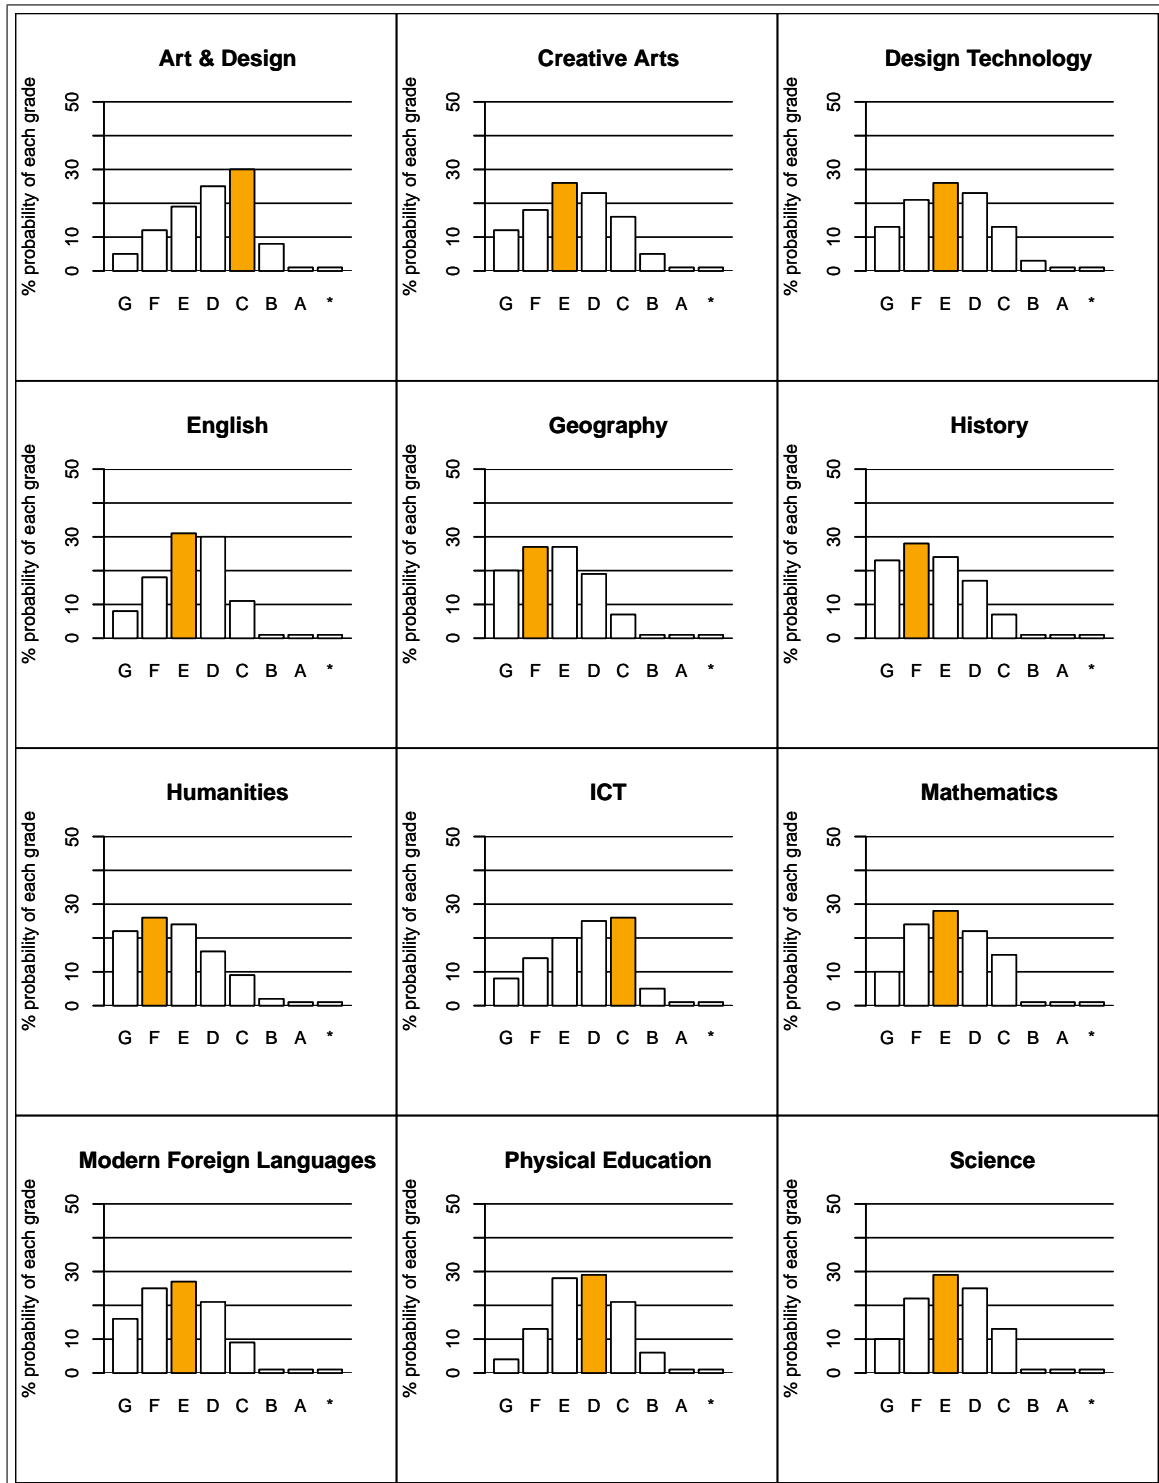 Art & Design
% probability of each grade
50
30
10
0
G F E D C B A *
Creative Arts
% probability of each grade
50
30
10
0
G F E D C B A *
Design Technology
% probability of each grade
50
30
10
0
G F E D C B A *
English
% probability of each grade
50
30
10
0
G F E D C B A *
Geography
% probability of each grade
50
30
10
0
G F E D C B A *
History
% probability of each grade
50
30
10
0
G F E D C B A *
Humanities
% probability of each grade
50
30
10
0
G F E D C B A *
ICT
% probability of each grade
50
30
10
0
G F E D C B A *
Mathematics
% probability of each grade
50
30
10
0
G F E D C B A *
Modern Foreign Languages
% probability of each grade
50
30
10
0
G F E D C B A *
Physical Education
% probability of each grade
50
30
10
0
G F E D C B A *
Science
% probability of each grade
50
30
10
0
G F E D C B A *